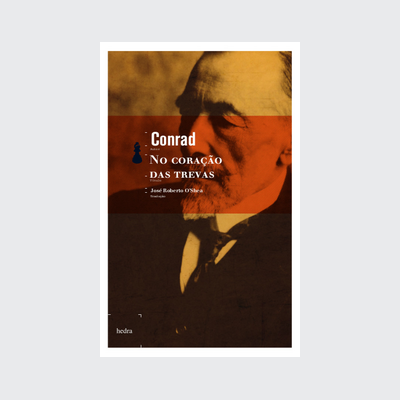 Conrad
No coração
das trevas
José Roberto O'Shea
hedra